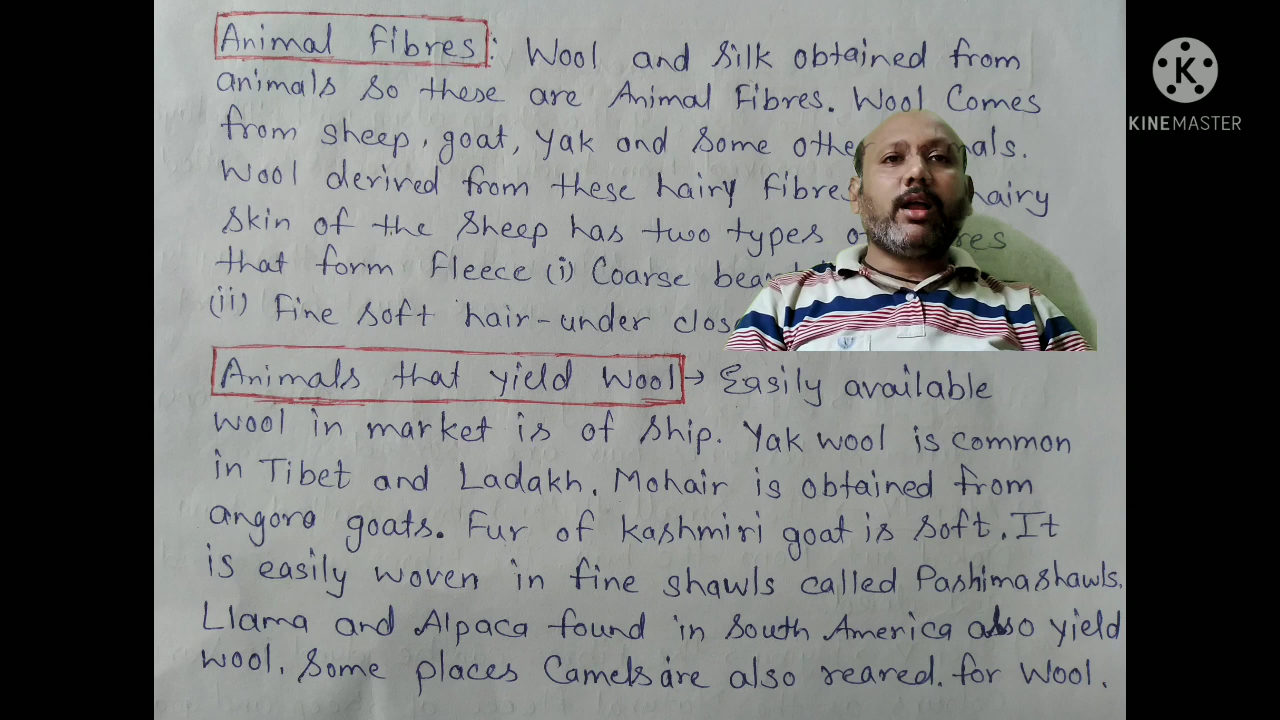 Animal Fibres: Wool and Silk obtained from
animals so these are Animal Fibres. Wool Comes
from sheep, goat, Yak and Some
Wool derived from these hairy Fibres hairy
Skin of the Sheep has two types
that form Fleece (i) Coarse
(ii) Fine soft hair-under
Animals that yield Wool → Easily available
wool in market is of ship. Yak wool is common
in Tibet and Ladakh. Mohair is obtained from
angora goats. Fur of Kashmiri goat is soft. It
is easily woven in fine shawls called Pashima shawls.
Llama and Alpaca found in South America also yield
wool. Some places Camels are also reared. for Wool.
K
KINEMASTER